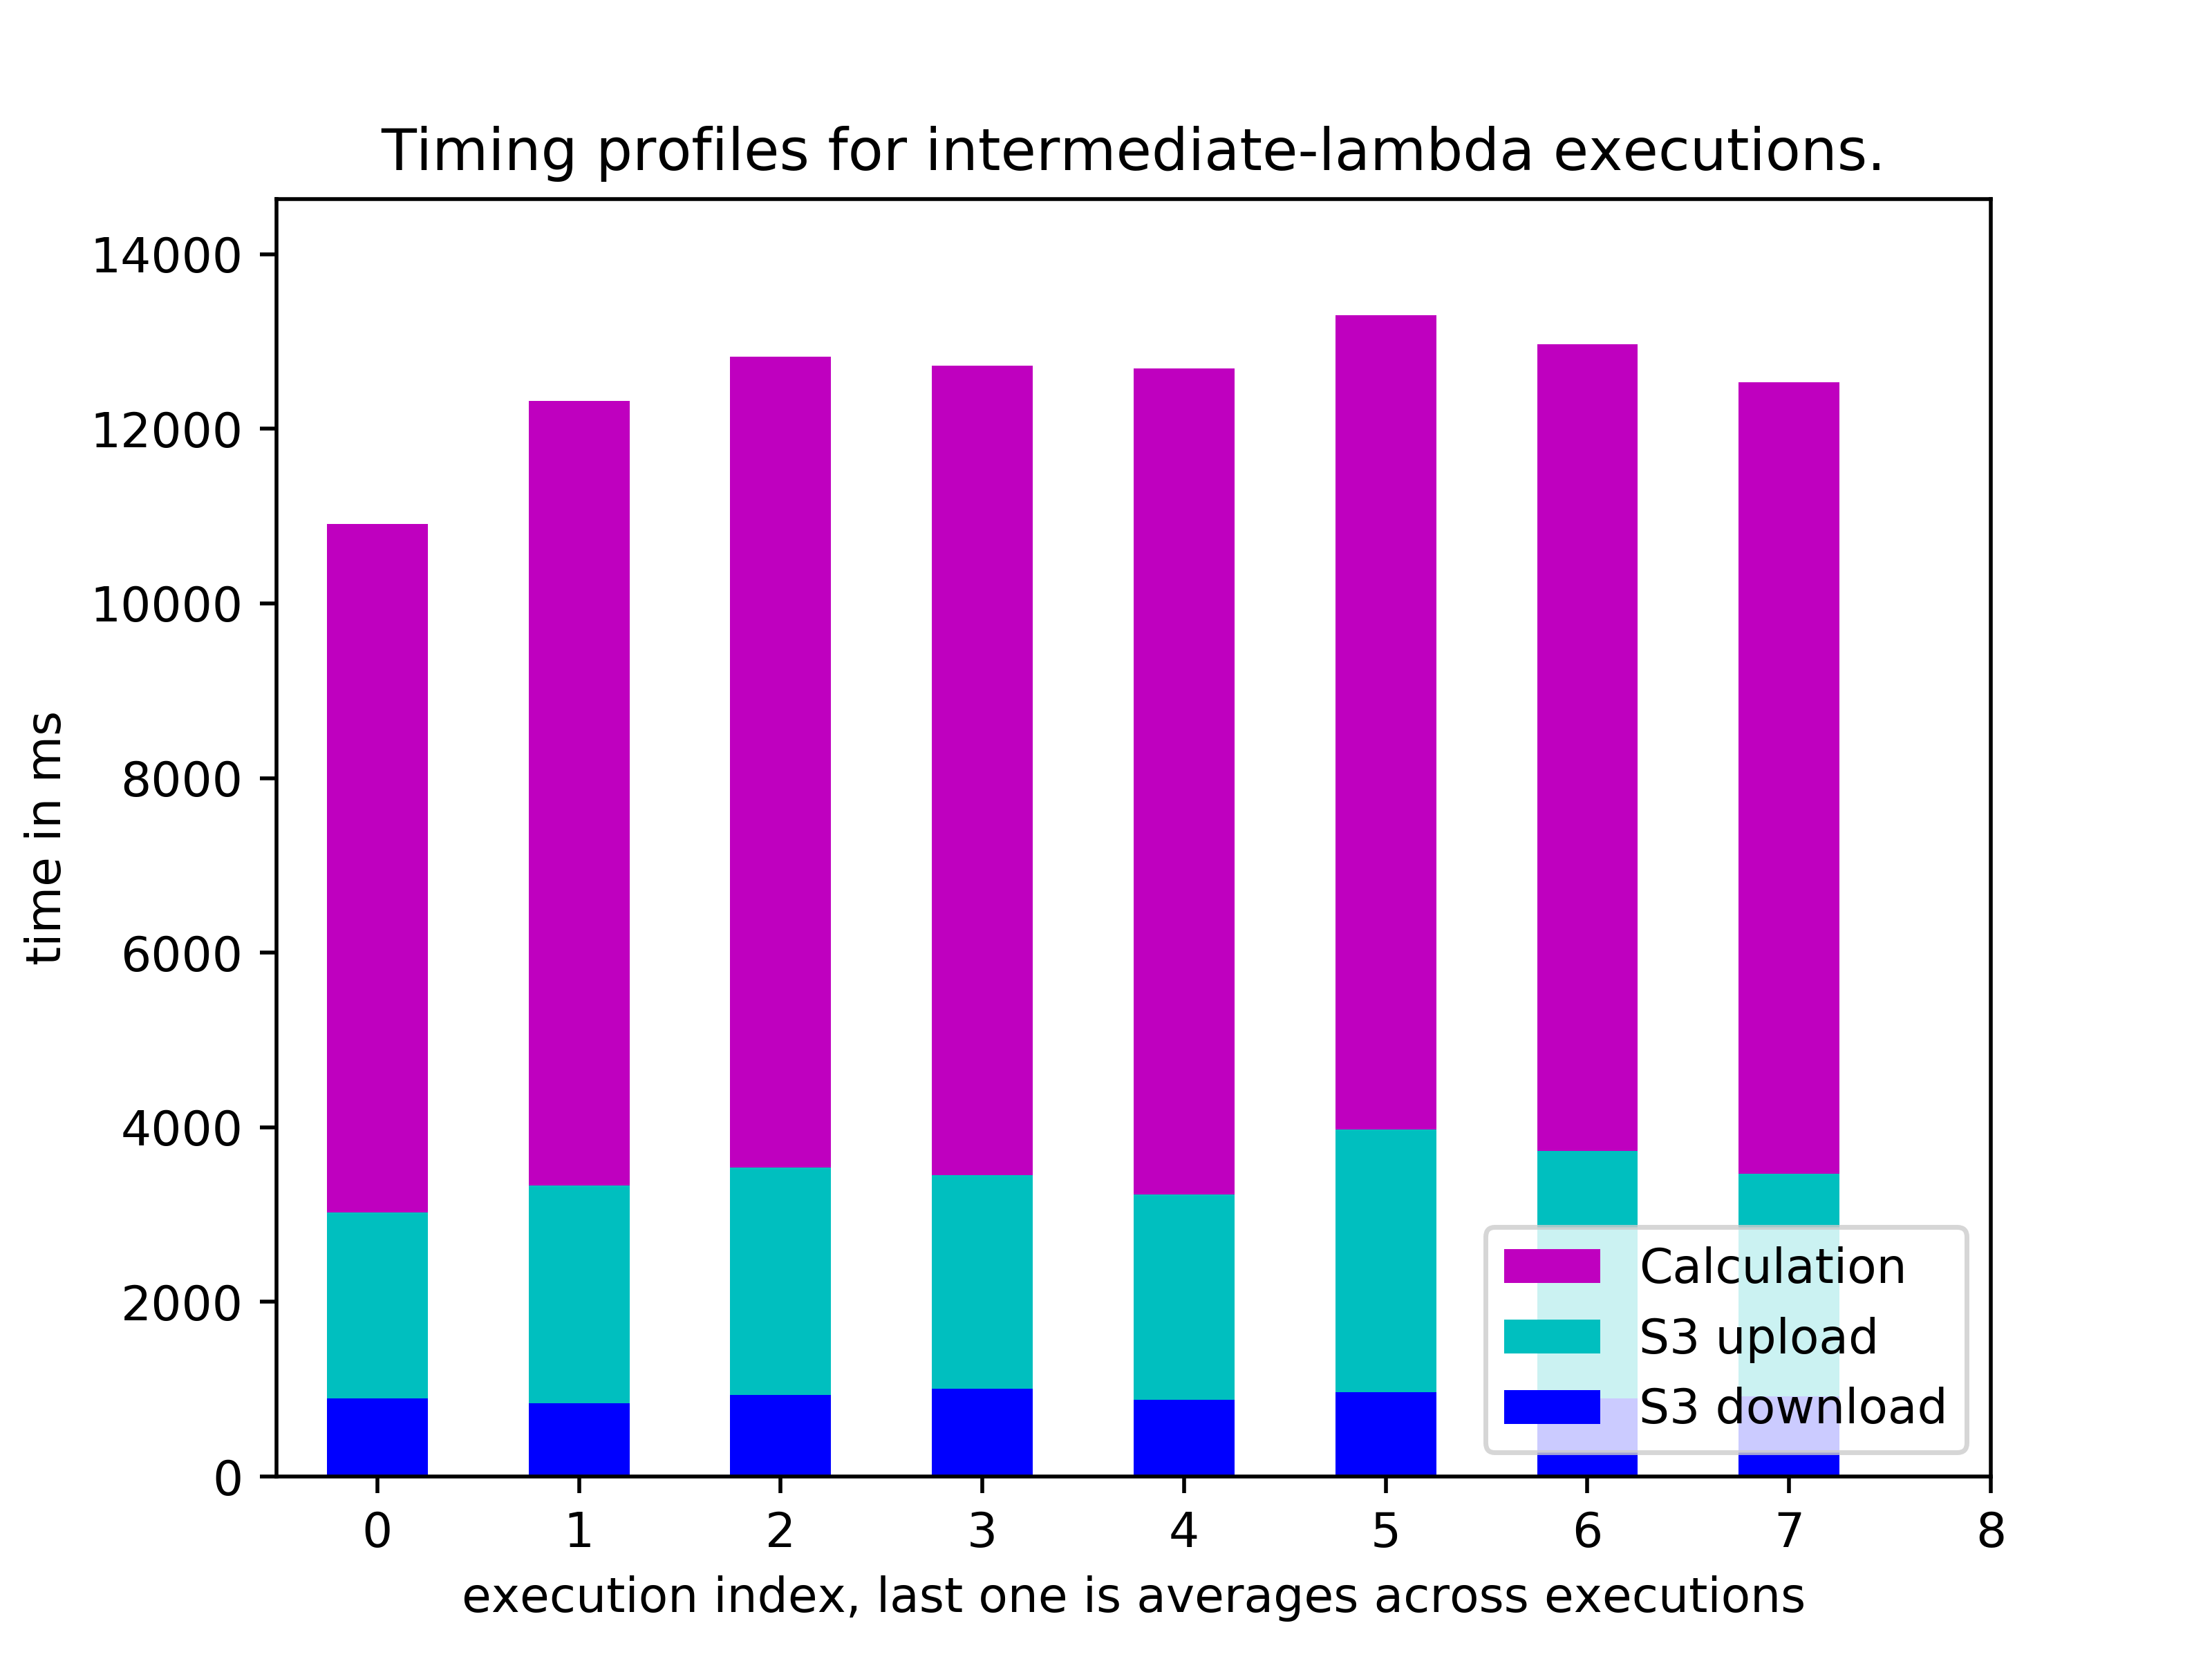 Timing profiles for intermediate-lambda executions.
14000
12000
10000
8000
6000
4000
2000
0
time in ms
Calculation
S3 upload
S3 download
0 1 2 3 4 5 6 7 8
execution index, last one is averages across executions